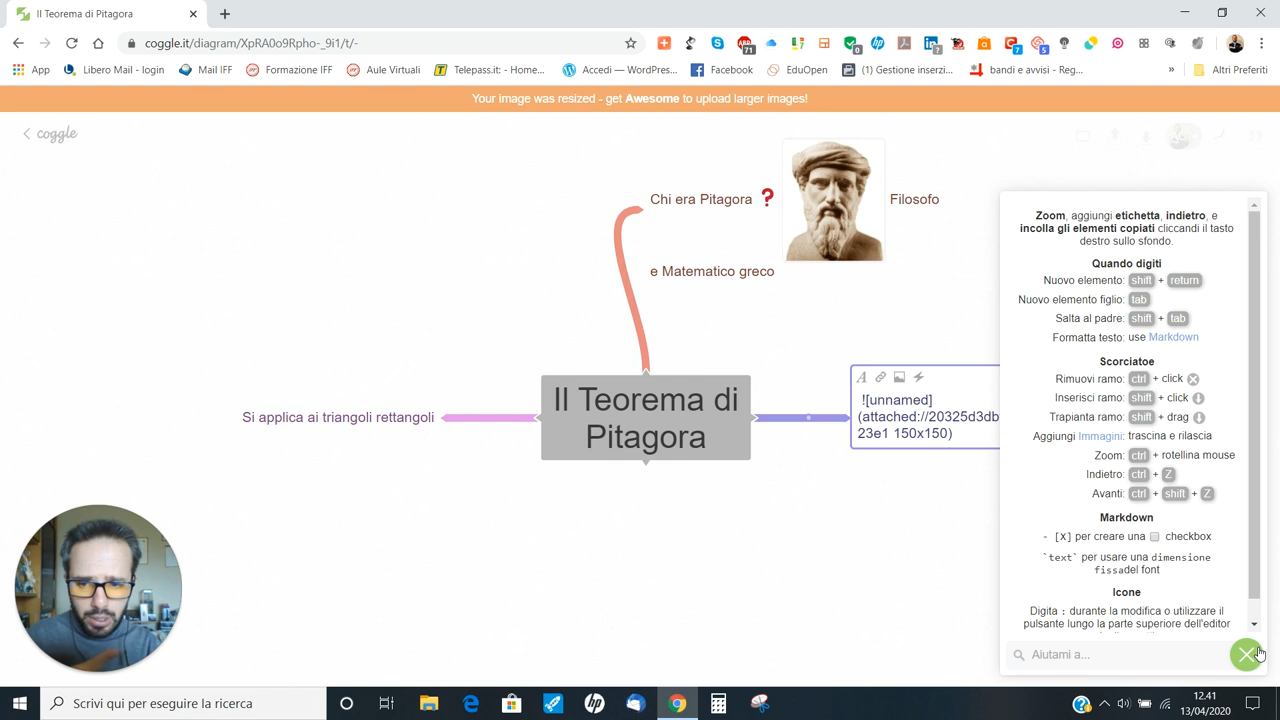 Il Teorema di Pitagora
coggle.it/diagram/XpRA0o9Rpho-_9i1/t/-
71
0
?
7
5
App
Libero Mail - login
Mail IFF
Formazione IFF
Aule Virtuali
Telepass.it: - Home...
Accedi — WordPres...
Facebook
EduOpen
(1) Gestione inserzi...
bandi e avvisi - Reg...
»
Altri Preferiti
Your image was resized - get Awesome to upload larger images!
coggle
Chi era Pitagora ? Filosofo
e Matematico greco
Il Teorema di
Pitagora
Si applica ai triangoli rettangoli
![unnamed]
(attached://20325d3db
23e1 150x150)
Zoom, aggiungi etichetta, indietro, e
incolla gli elementi copiati cliccando il tasto
destro sullo sfondo.
Quando digiti
Nuovo elemento: shift + return
Nuovo elemento figlio: tab
Salta al padre: shift + tab
Formatta testo: use Markdown
Scorciatoe
Rimuovi ramo: ctrl + click
Inserisci ramo: shift + click
Trapianta ramo: shift + drag
Aggiungi Immagini: trascina e rilascia
Zoom: ctrl + rotellina mouse
Indietro: ctrl + Z
Avanti: ctrl + shift + Z
Markdown
- [X] per creare una checkbox
`text` per usare una dimensione
fissadel font
Icone
Digita : durante la modifica o utilizzare il
pulsante lungo la parte superiore dell'editor
Aiutami a...
Scrivi qui per eseguire la ricerca
12.41
13/04/2020